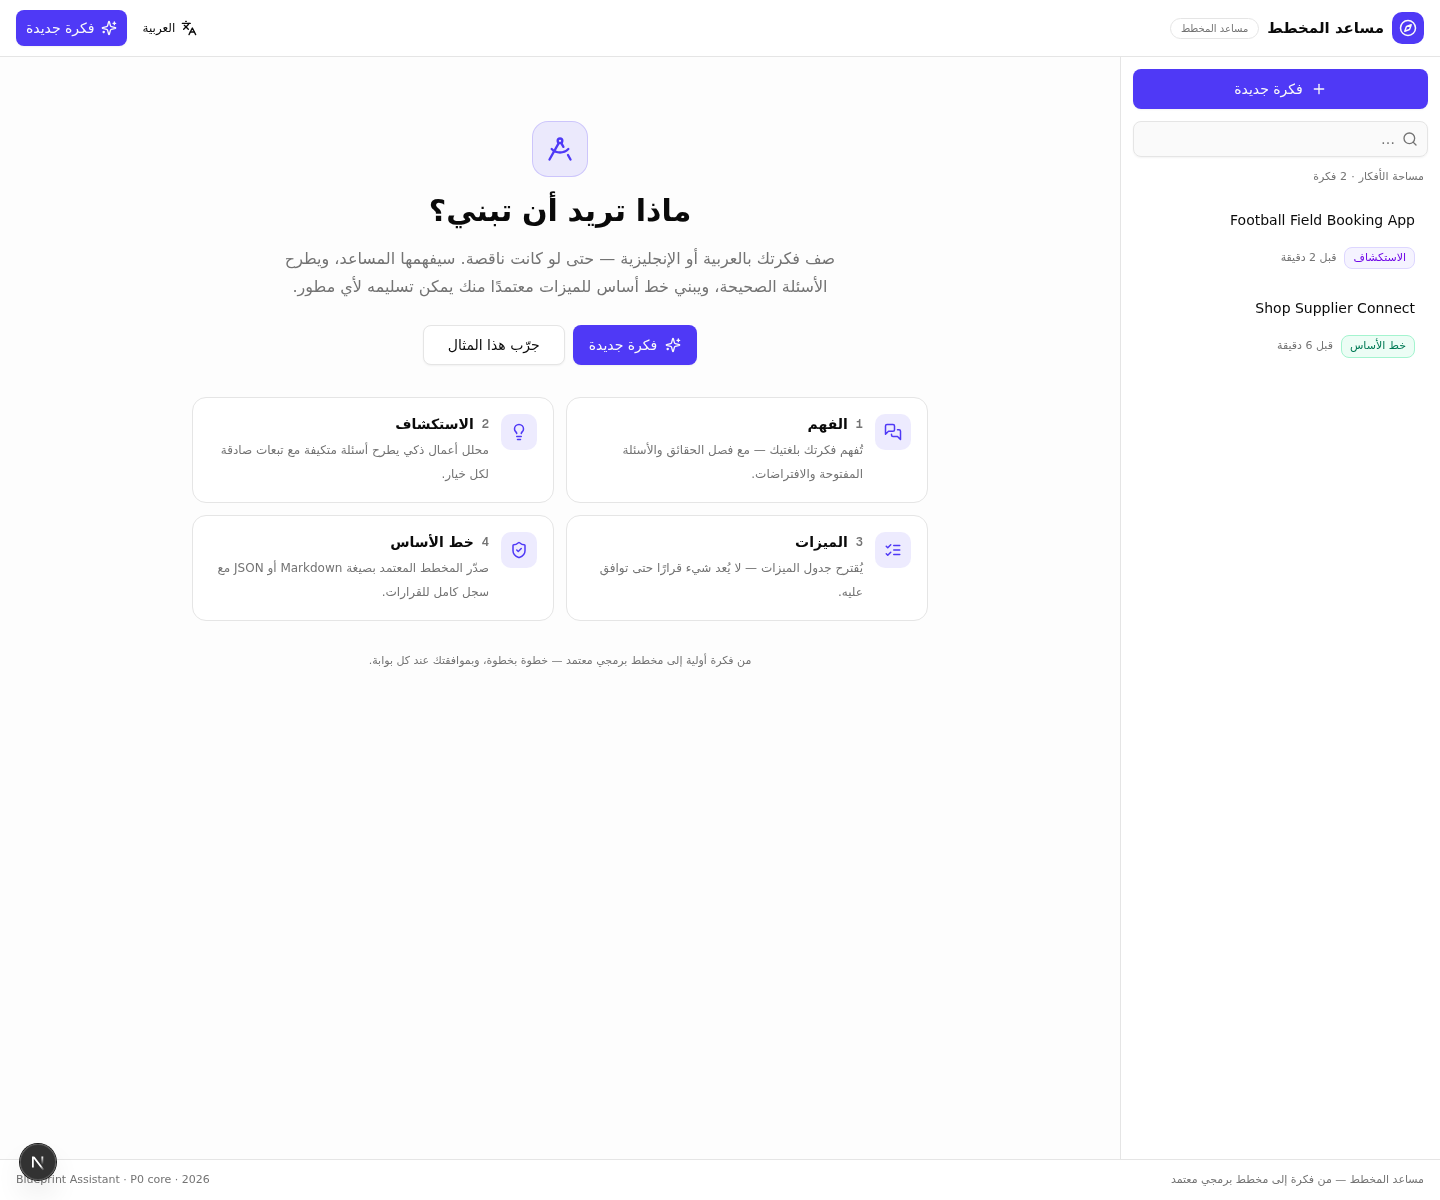 مساعد المخطط
مساعد المخطط
العربية
فكرة جديدة
فكرة جديدة
...
مساحة الأفكار · 2 فكرة
Football Field Booking App
الاستكشاف
قبل 2 دقيقة
Shop Supplier Connect
خط الأساس
قبل 6 دقيقة
ماذا تريد أن تبني؟
صف فكرتك بالعربية أو الإنجليزية — حتى لو كانت ناقصة. سيفهمها المساعد، ويطرح
الأسئلة الصحيحة، ويبني خط أساس للميزات معتمدًا منك يمكن تسليمه لأي مطور.
فكرة جديدة
جرّب هذا المثال
1 الفهم
تُفهم فكرتك بلغتيك — مع فصل الحقائق والأسئلة
المفتوحة والافتراضات.
2 الاستكشاف
محلل أعمال ذكي يطرح أسئلة متكيفة مع تبعات صادقة
لكل خيار.
3 الميزات
يُقترح جدول الميزات — لا يُعد شيء قرارًا حتى توافق
عليه.
4 خط الأساس
صدّر المخطط المعتمد بصيغة Markdown أو JSON مع
سجل كامل للقرارات.
من فكرة أولية إلى مخطط برمجي معتمد — خطوة بخطوة، وبموافقتك عند كل بوابة.
مساعد المخطط — من فكرة إلى مخطط برمجي معتمد
Blueprint Assistant · P0 core · 2026